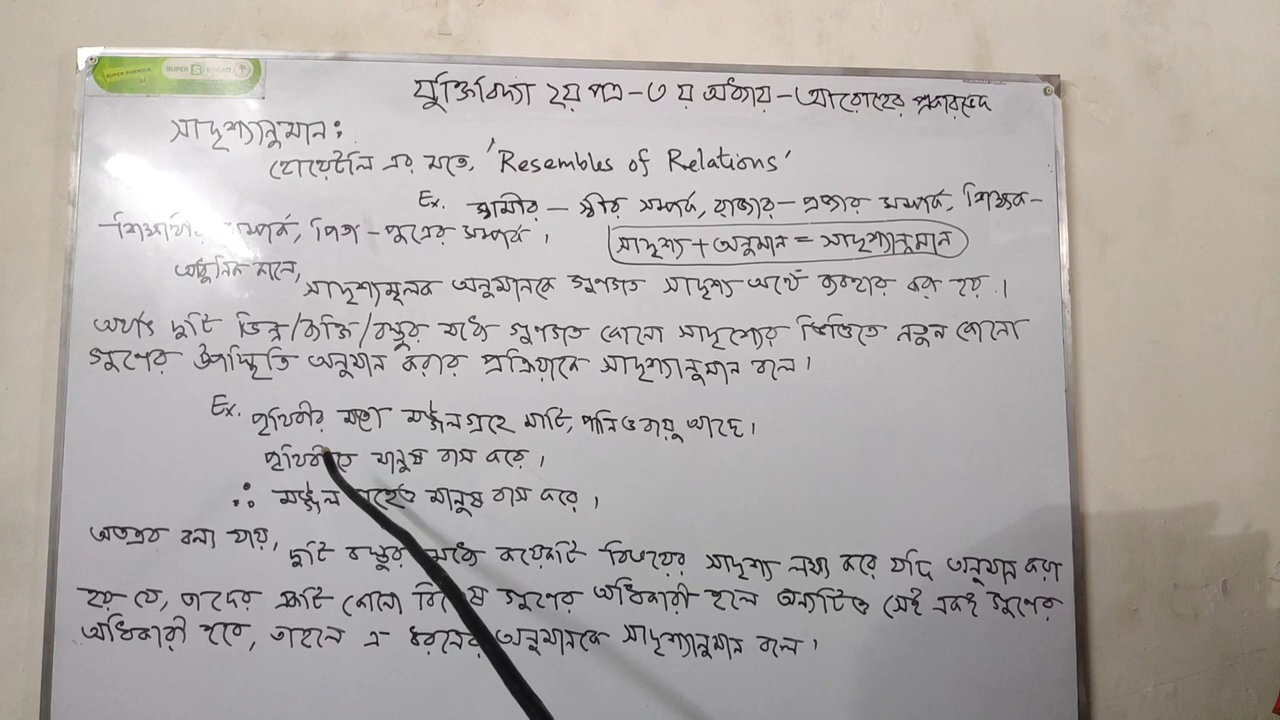 SUPER FORMICA
SUPER S
যুক্তিবিদ্যা ২য় পত্র - ৩য় অধ্যায় - আরোহের প্রকারভেদ
সাদৃশ্যানুমান:
হোয়েটলি এর মতে, 'Resembles of Relations'
Ex. স্বামীর - স্ত্রীর সম্পর্ক, রাজার - প্রজার সম্পর্ক, শিক্ষক-
-শিক্ষার্থীর সম্পর্ক, পিতা - পুত্রের সম্পর্ক।
সাদৃশ্য + অনুমান = সাদৃশ্যানুমান
আধুনিক কালে,
সাদৃশ্যমূলক অনুমানকে গুণগত সাদৃশ্য অর্থে ব্যবহার করা হয়।
অর্থাৎ দুটি ভিন্ন/ব্যক্তি/বস্তুর মধ্যে গুণগত কোনো সাদৃশ্যের ভিত্তিতে নতুন কোনো
গুণের উপস্থিতি অনুমান করার প্রক্রিয়াকে সাদৃশ্যানুমান বলে।
Ex. পৃথিবীর মতো মঙ্গলগ্রহে মাটি, পানি ও বায়ু আছে।
পৃথিবীতে মানুষ বাস করে।
∴ মঙ্গল গ্রহেও মানুষ বাস করে।
অতএব বলা যায়,
দুটি বস্তুর মধ্যে কয়েকটি বিষয়ের সাদৃশ্য লক্ষ্য করে যদি অনুমান করা
হয় যে, তাদের একটি কোনো বিশেষ গুণের অধিকারী হলে অন্যটিও সেই একই গুণের
অধিকারী হবে, তাহলে এ ধরনের অনুমানকে সাদৃশ্যানুমান বলে।